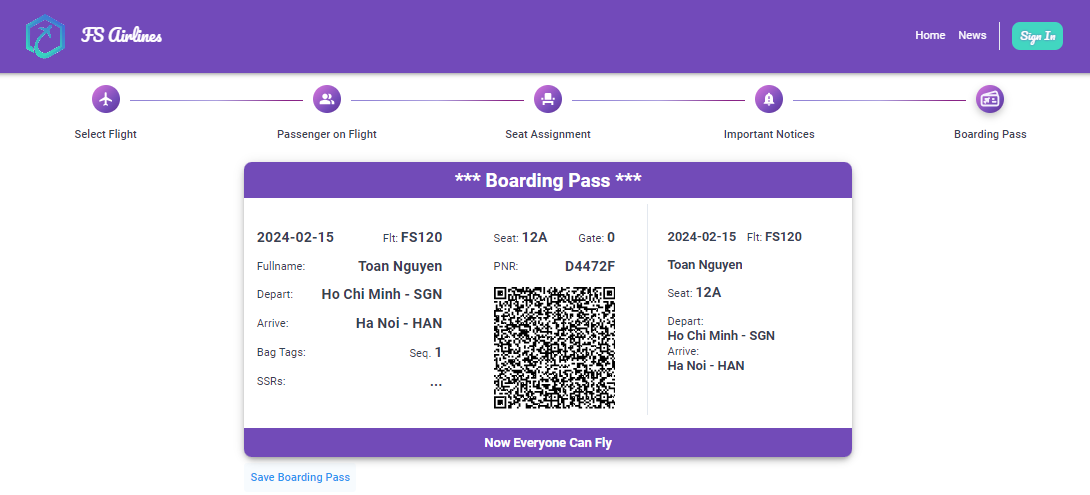 FS Airlines
Home News Sign In
Select Flight Passenger on Flight Seat Assignment Important Notices Boarding Pass
*** Boarding Pass ***
2024-02-15 Flt: FS120
Fullname: Toan Nguyen
Depart: Ho Chi Minh - SGN
Arrive: Ha Noi - HAN
Bag Tags: Seq. 1
SSRs: ...
Seat: 12A Gate: 0
PNR: D4472F
2024-02-15 Flt: FS120
Toan Nguyen
Seat: 12A
Depart:
Ho Chi Minh - SGN
Arrive:
Ha Noi - HAN
Now Everyone Can Fly
Save Boarding Pass